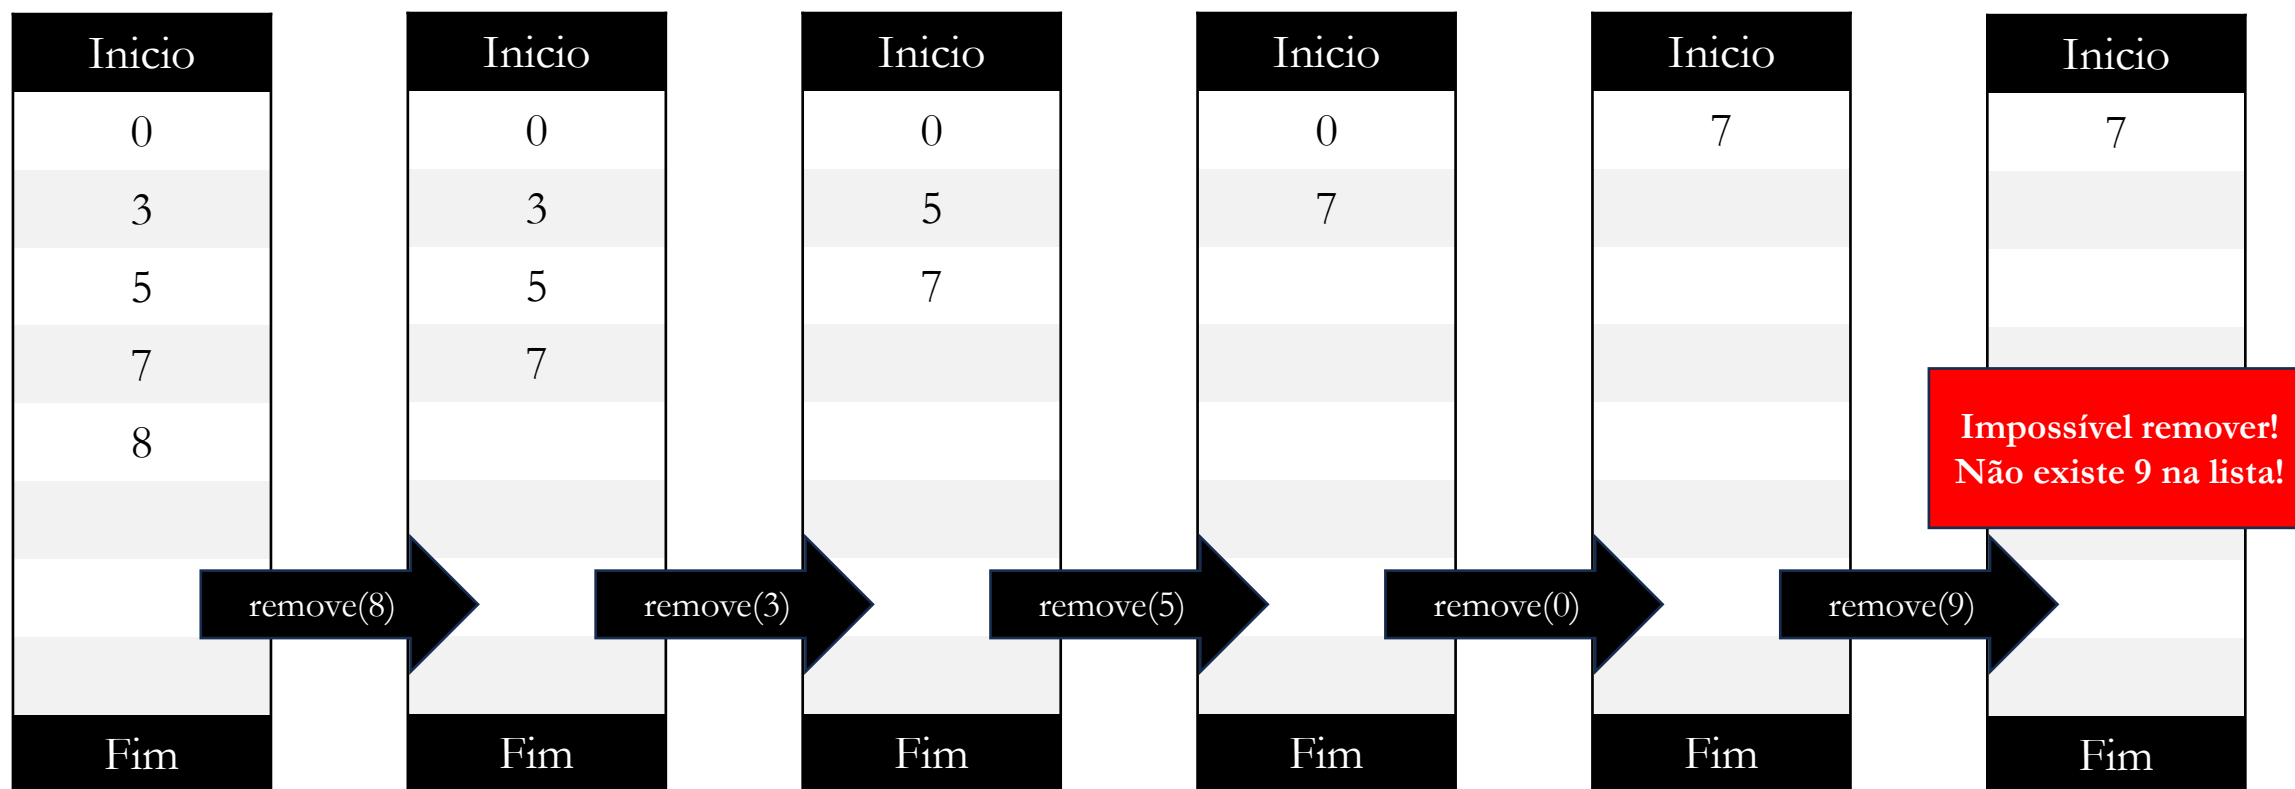 Inicio
0
3
5
7
8
Fim
remove(8)
Inicio
0
3
5
7
Fim
remove(3)
Inicio
0
5
7
Fim
remove(5)
Inicio
0
7
Fim
remove(0)
Inicio
7
Fim
remove(9)
Inicio
7
Impossível remover!
Não existe 9 na lista!
Fim